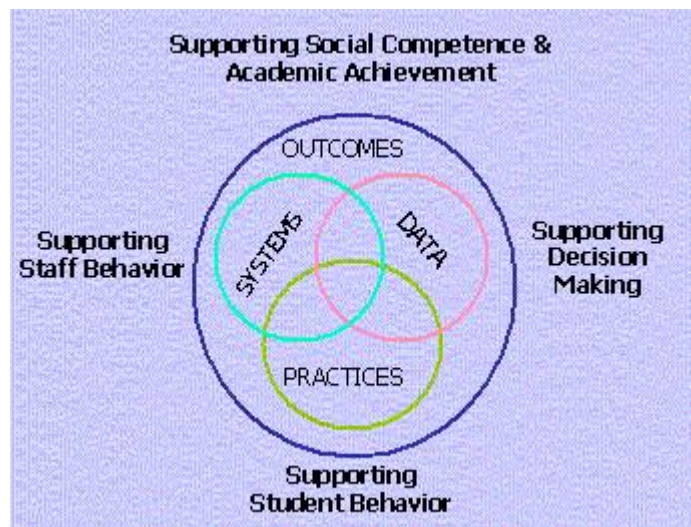 Supporting Social Competence &
Academic Achievement
OUTCOMES
SYSTEMS
DATA
Supporting
Staff Behavior
Supporting
Decision
Making
PRACTICES
Supporting
Student Behavior